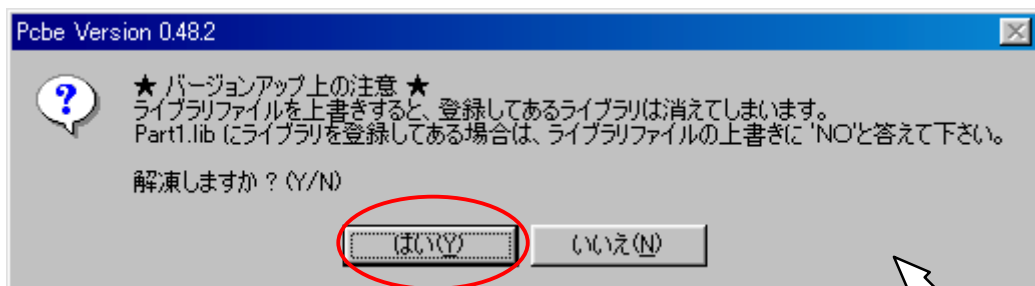 Pcbe Version 0.48.2
★ バージョンアップ上の注意 ★
ライブラリファイルを上書きすると、登録してあるライブラリは消えてしまいます。
Part1.lib にライブラリを登録してある場合は、ライブラリファイルの上書きに 'NO'と答えて下さい。
解凍しますか ? (Y/N)
はい(Y) いいえ(N)